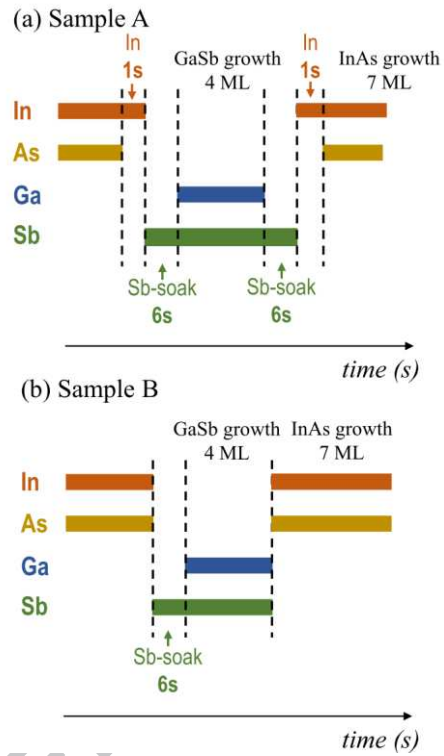 (a) Sample A
In
1s
GaSb growth
4 ML
In
1s
InAs growth
7 ML
In
As
Ga
Sb
Sb-soak
6s
Sb-soak
6s
time (s)
(b) Sample B
GaSb growth
4 ML
InAs growth
7 ML
In
As
Ga
Sb
Sb-soak
6s
time (s)